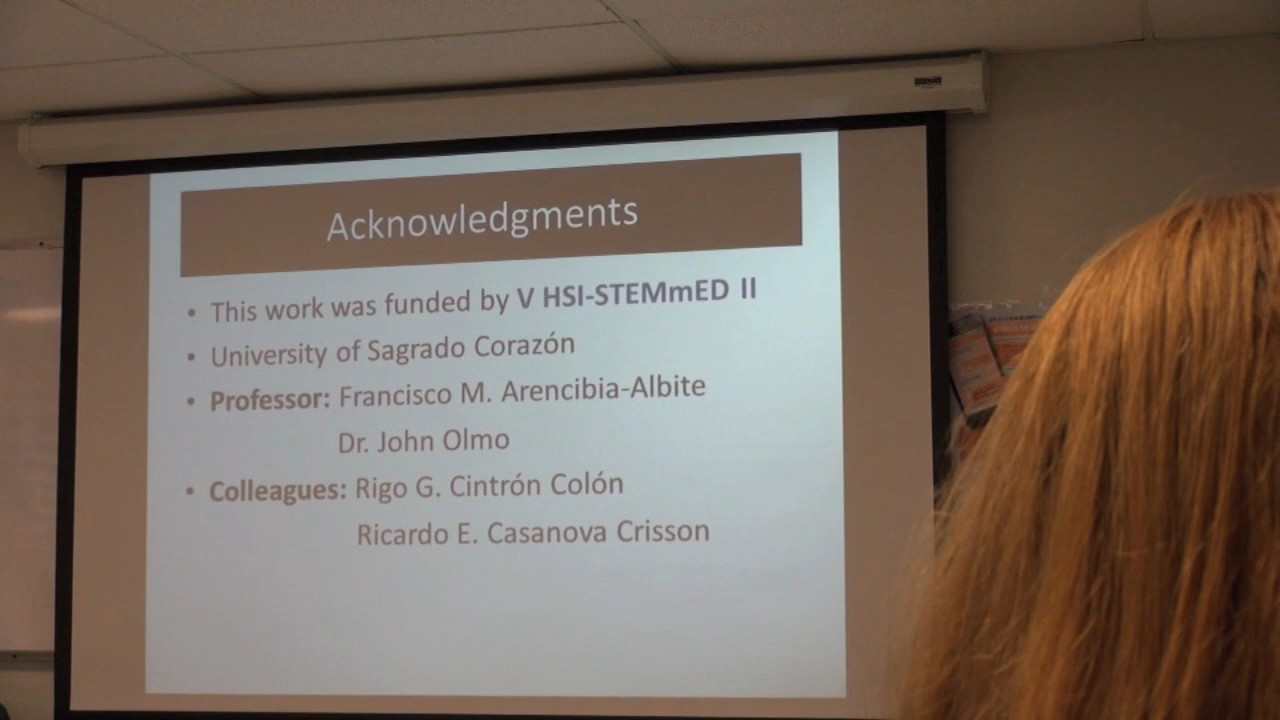 Acknowledgments
• This work was funded by V HSI-STEMmED II
• University of Sagrado Corazón
• Professor: Francisco M. Arencibia-Albite
Dr. John Olmo
• Colleagues: Rigo G. Cintrón Colón
Ricardo E. Casanova Crisson